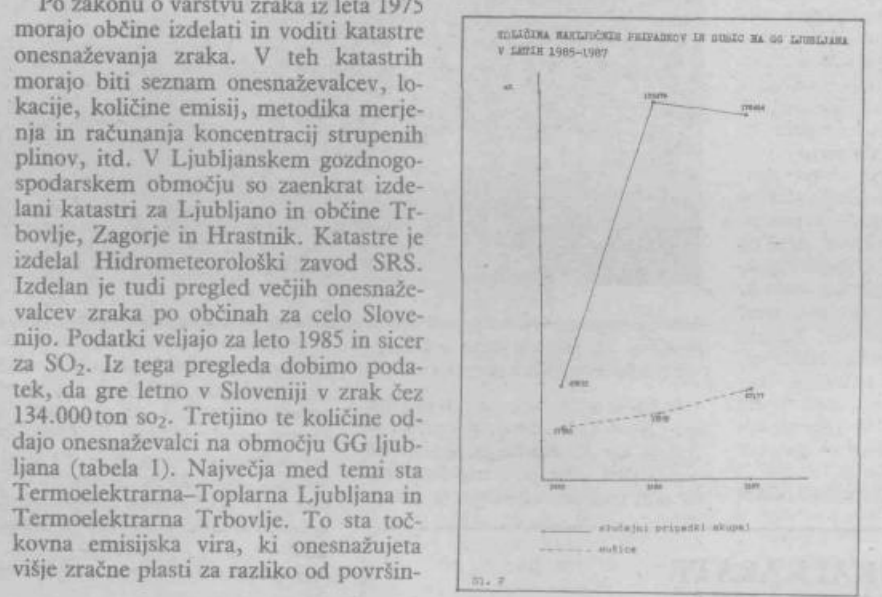 Po zakonu o varstvu zraka iz leta 1975
morajo občine izdelati in voditi katastre
onesnaževanja zraka. V teh katastrih
morajo biti seznam onesnaževalcev, lo-
kacije, količine emisij, metodika merje-
nja in računanja koncentracij strupenih
plinov, itd. V Ljubljanskem gozdnogo-
spodarskem območju so zaenkrat izde-
lani katastri za Ljubljano in občine Tr-
bovlje, Zagorje in Hrastnik. Katastre je
izdelal Hidrometeorološki zavod SRS.
Izdelan je tudi pregled večjih onesnaže-
valcev zraka po občinah za celo Slove-
nijo. Podatki veljajo za leto 1985 in sicer
za SO₂. Iz tega pregleda dobimo poda-
tek, da gre letno v Sloveniji v zrak čez
134.000 ton so₂. Tretjino te količine od-
dajo onesnaževalci na območju GG ljub-
ljana (tabela 1). Največja med temi sta
Termoelektrarna–Toplarna Ljubljana in
Termoelektrarna Trbovlje. To sta toč-
kovna emisijska vira, ki onesnažujeta
višje zračne plasti za razliko od površin-
KOLIČINA PRIPADKOV IN SUŠIC NA GG LJUBLJANA
V LETIH 1985-1987
pripadki skupaj
sušice
Sl. 2